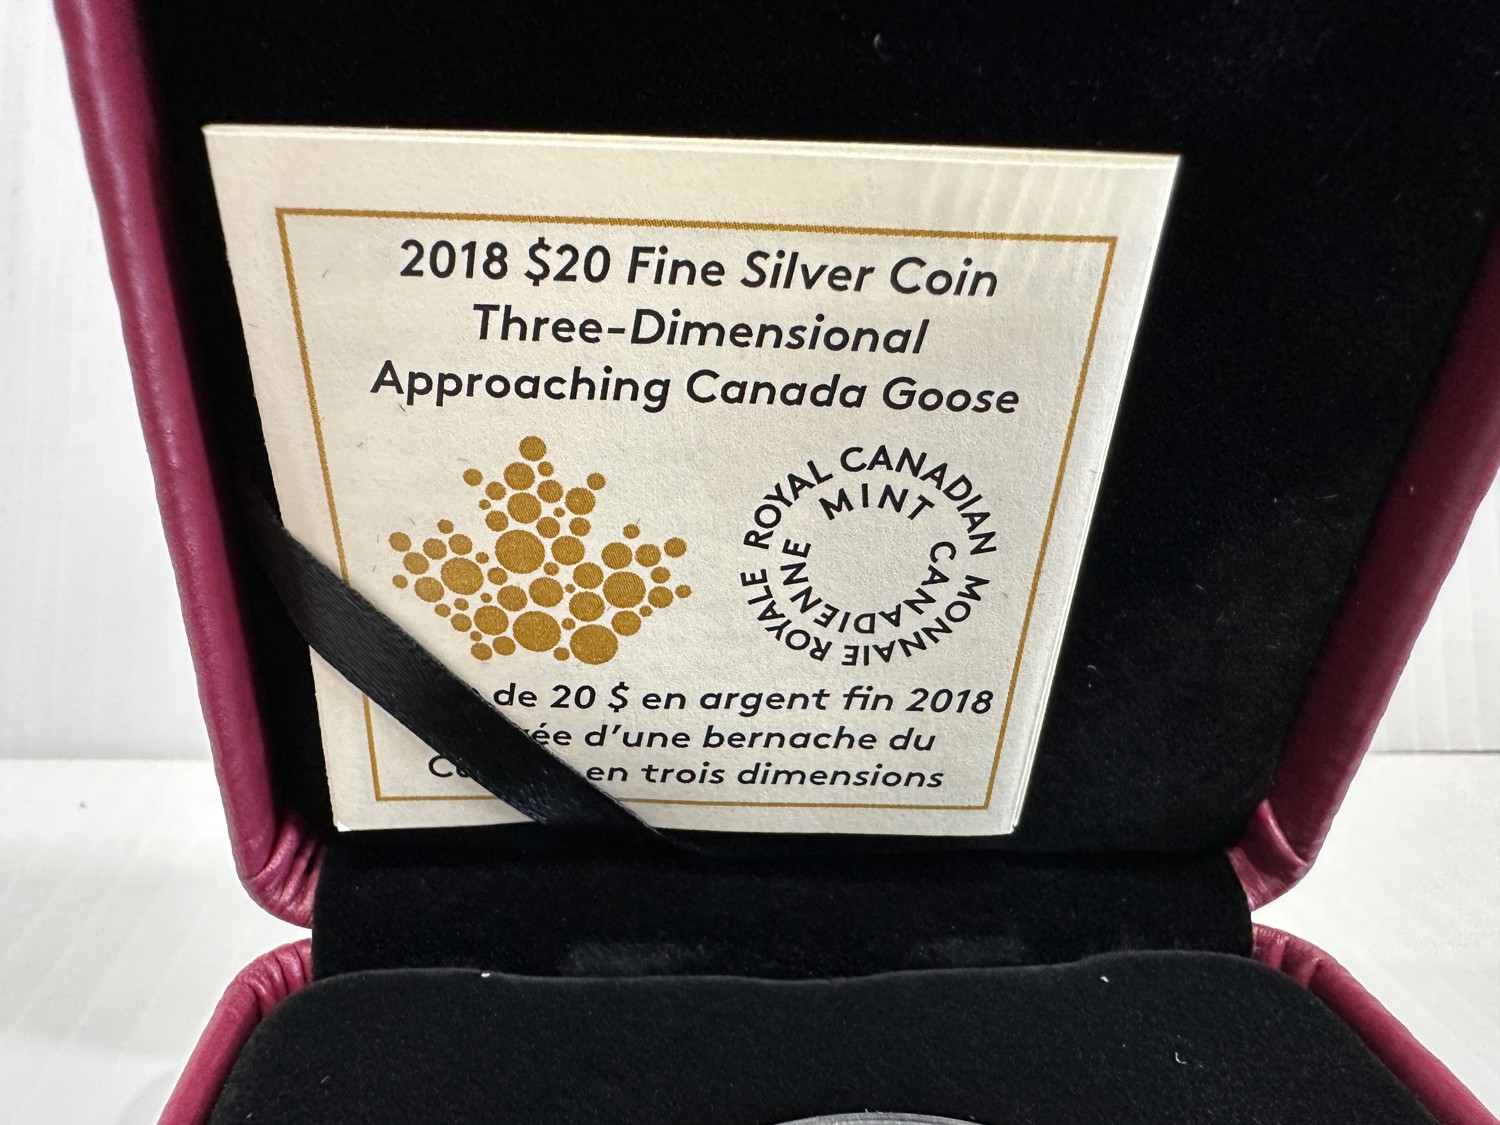 2018 $20 Fine Silver Coin
Three-Dimensional
Approaching Canada Goose
ROYAL CANADIAN
MINT
MONNAIE ROYALE
CANADIENNE
de 20 $ en argent fin 2018
d'une bernache du
en trois dimensions